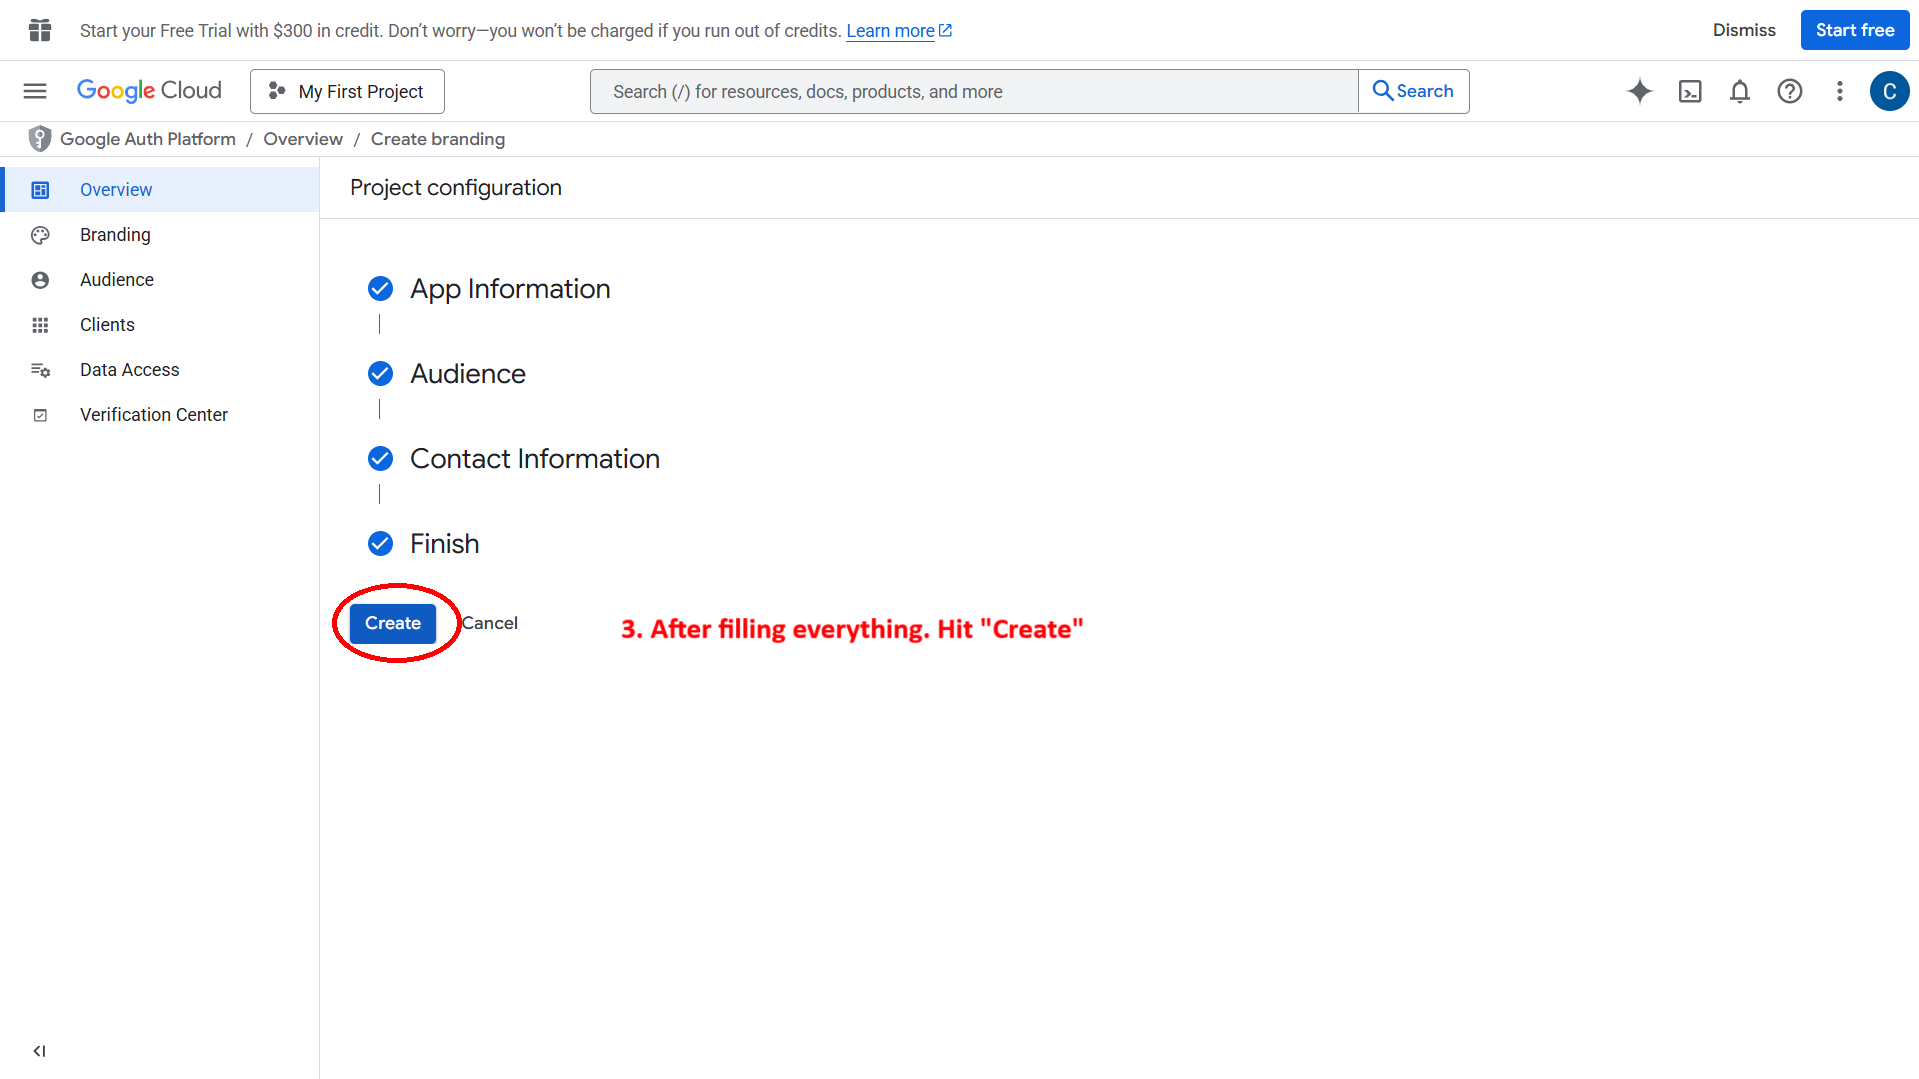 Start your Free Trial with $300 in credit. Don’t worry—you won’t be charged if you run out of credits. Learn more
Dismiss
Start free
Google Cloud
My First Project
Search (/) for resources, docs, products, and more
Search
C
Google Auth Platform / Overview / Create branding
Overview
Branding
Audience
Clients
Data Access
Verification Center
Project configuration
App Information
Audience
Contact Information
Finish
Create
Cancel
3. After filling everything. Hit "Create"